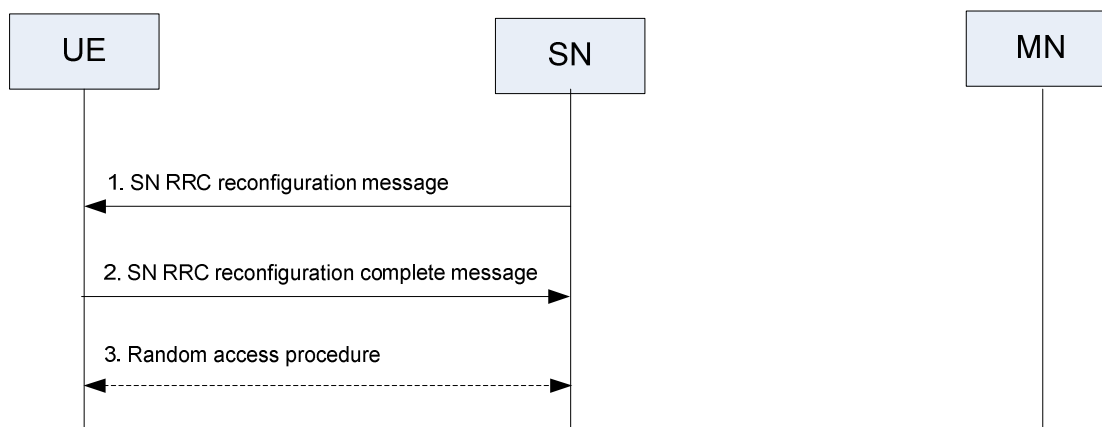 UE
SN
MN
1. SN RRC reconfiguration message
2. SN RRC reconfiguration complete message
3. Random access procedure